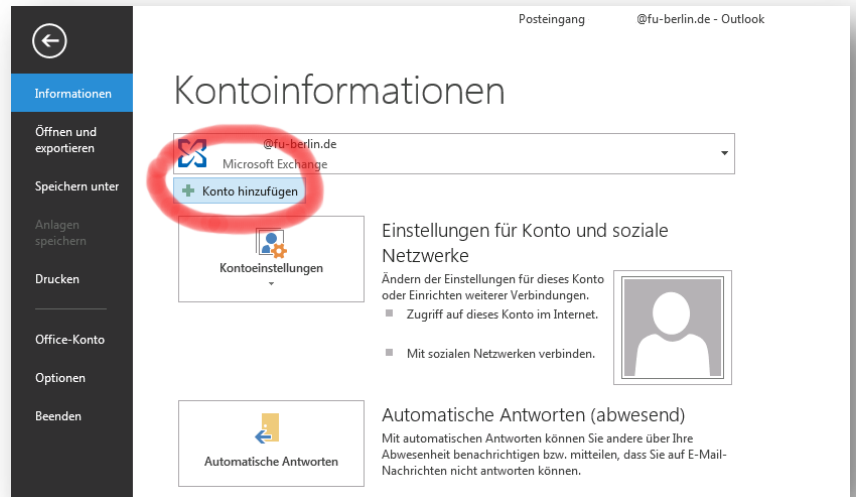 Posteingang @fu-berlin.de - Outlook
Informationen
Öffnen und
exportieren
Speichern unter
Anlagen
speichern
Drucken
Office-Konto
Optionen
Beenden
Kontoinformationen
@fu-berlin.de
Microsoft Exchange
Konto hinzufügen
Kontoeinstellungen
Einstellungen für Konto und soziale
Netzwerke
Ändern der Einstellungen für dieses Konto
oder Einrichten weiterer Verbindungen.
Zugriff auf dieses Konto im Internet.
Mit sozialen Netzwerken verbinden.
Automatische Antworten
Automatische Antworten (abwesend)
Mit automatischen Antworten können Sie andere über Ihre
Abwesenheit benachrichtigen bzw. mitteilen, dass Sie auf E-Mail-
Nachrichten nicht antworten können.